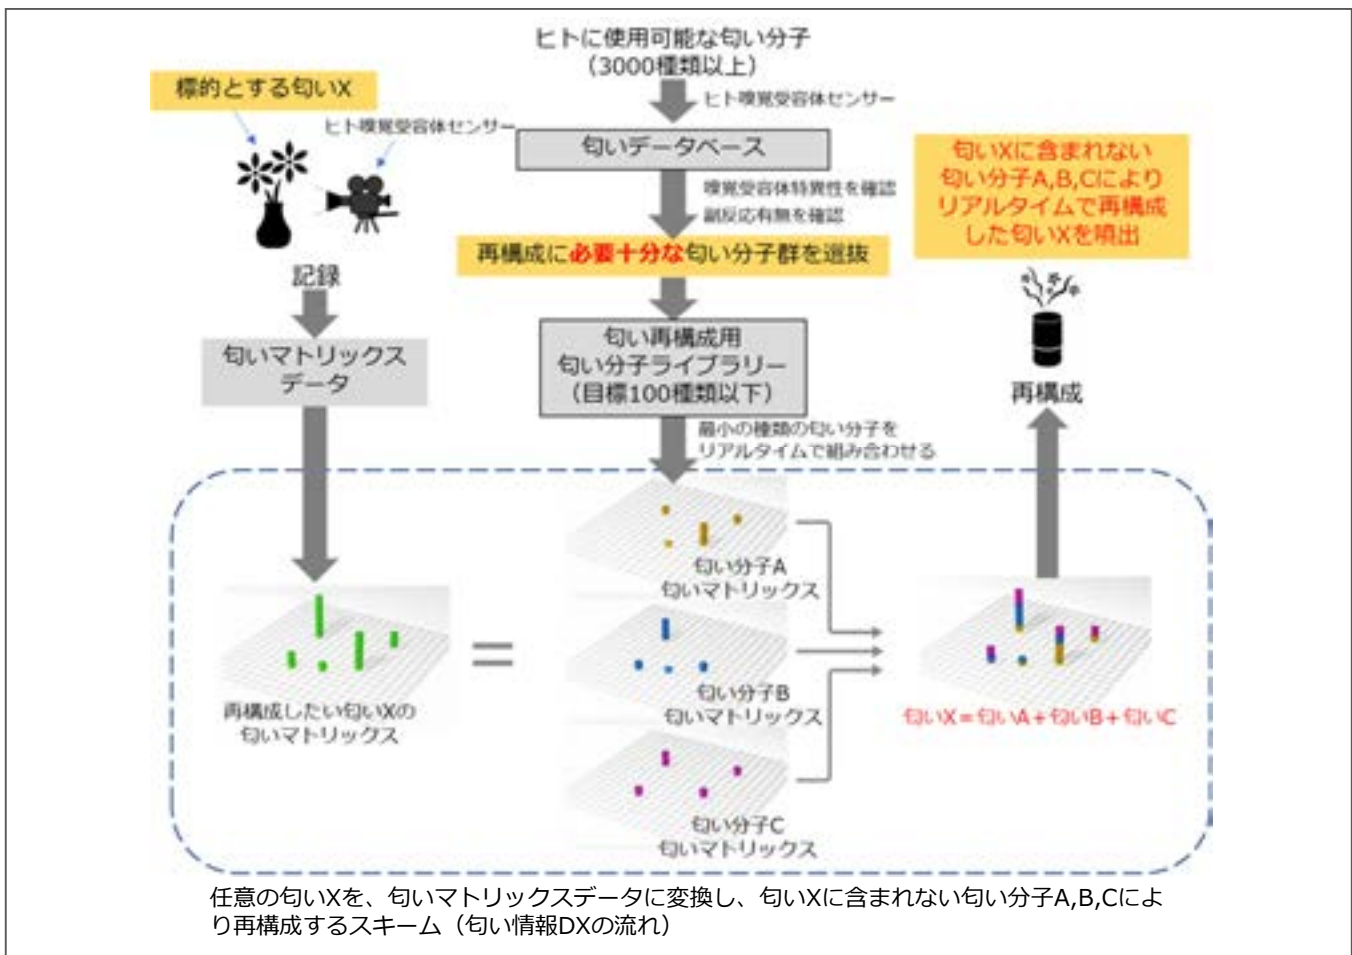 ヒトに使用可能な匂い分子
（3000種類以上）
標的とする匂いX
ヒト嗅覚受容体センサー
ヒト嗅覚受容体センサー
匂いデータベース
嗅覚受容体特異性を確認
副反応有無を確認
再構成に必要十分な匂い分子群を選抜
匂いXに含まれない
匂い分子A,B,Cにより
リアルタイムで再構成
した匂いXを噴出
記録
匂いマトリックス
データ
匂い再構成用
匂い分子ライブラリー
（目標100種類以下）
再構成
最小の種類の匂い分子を
リアルタイムで組み合わせる
匂い分子A
匂いマトリックス
=
匂い分子B
匂いマトリックス
再構成したい匂いXの
匂いマトリックス
匂いX＝匂いA＋匂いB＋匂いC
匂い分子C
匂いマトリックス
任意の匂いXを、匂いマトリックスデータに変換し、匂いXに含まれない匂い分子A,B,Cによ
り再構成するスキーム（匂い情報DXの流れ）